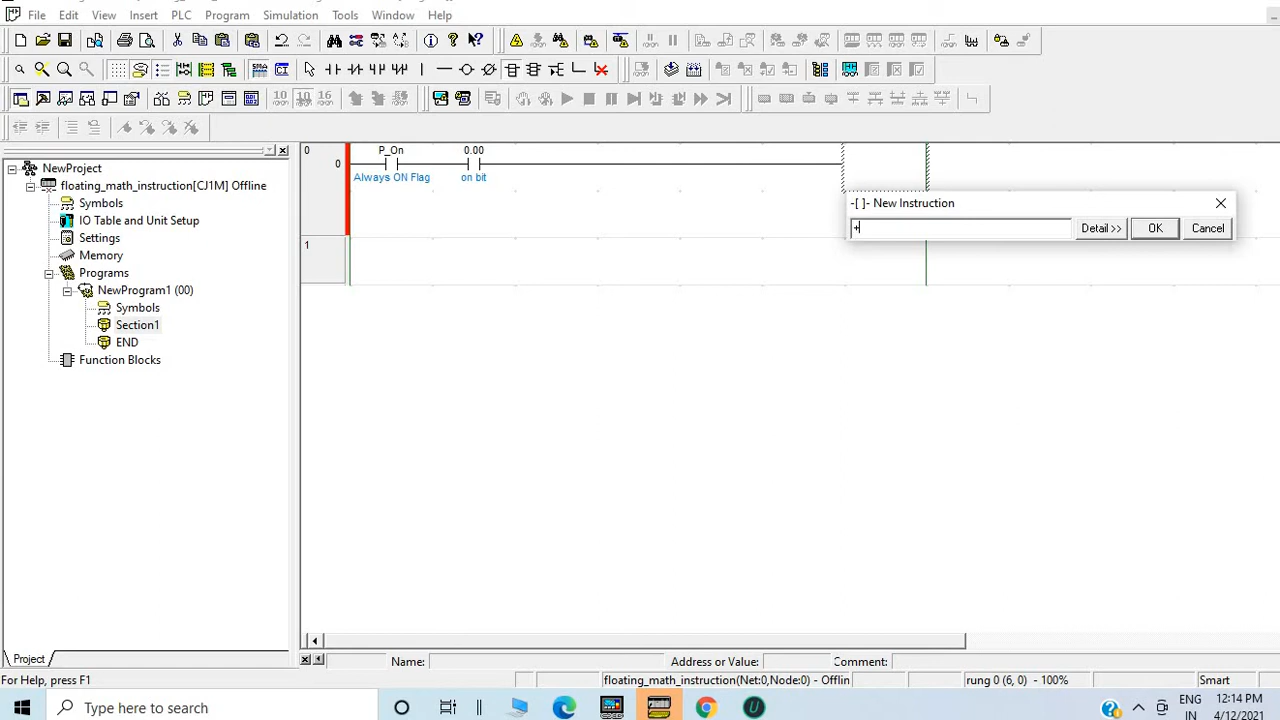 File Edit View Insert PLC Program Simulation Tools Window Help
10 10 16
NewProject
floating_math_instruction[CJ1M] Offline
Symbols
IO Table and Unit Setup
Settings
Memory
Programs
NewProgram1 (00)
Symbols
Section1
END
Function Blocks
Project
0
0
P_On 0.00
Always ON Flag on bit
1
-[ ]- New Instruction
+
Detail >> OK Cancel
Name: Address or Value: Comment:
For Help, press F1
floating_math_instruction(Net:0,Node:0) - Offlin
rung 0 (6, 0) - 100%
Smart
Type here to search
ENG
IN
12:14 PM
4/12/2021